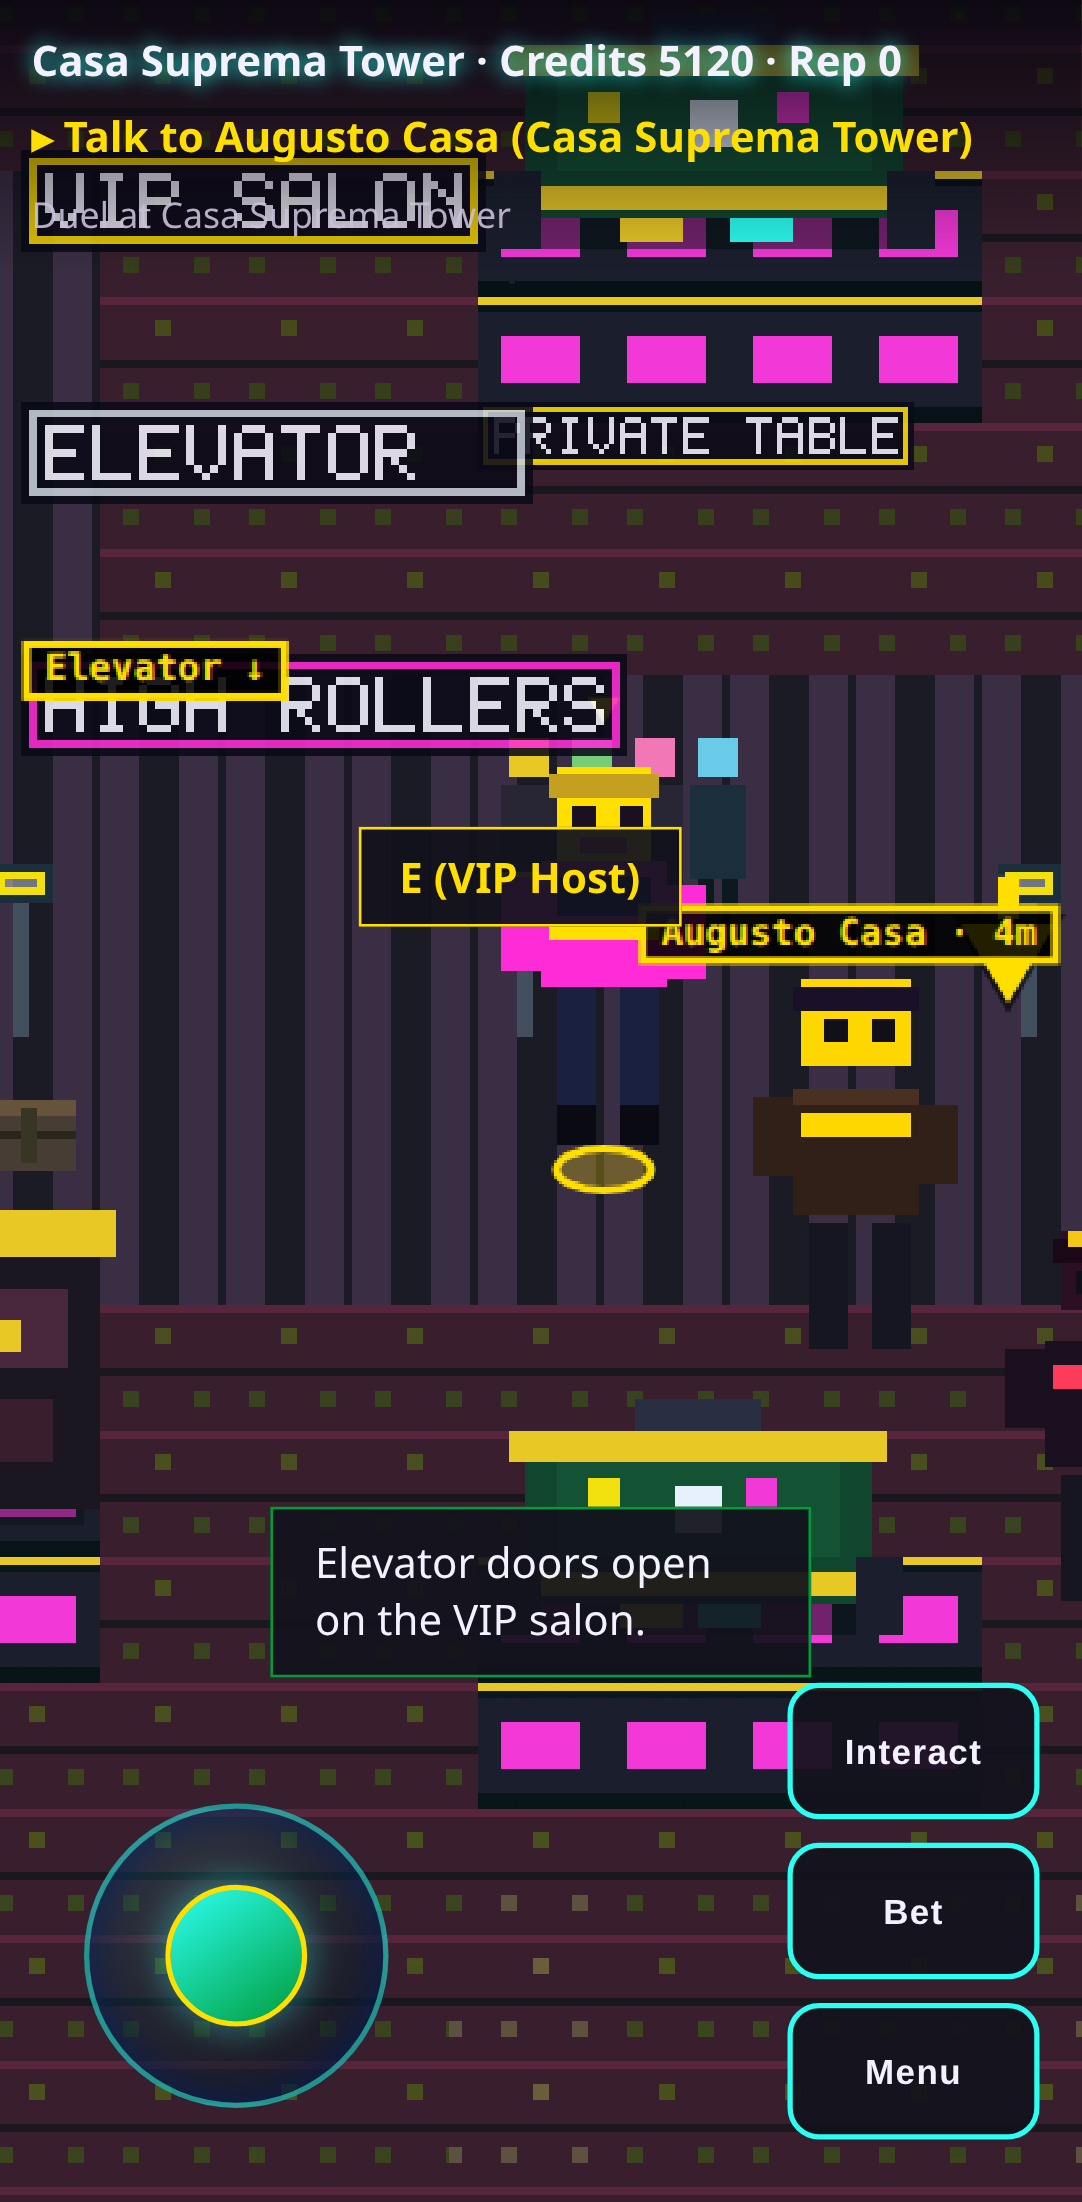 Casa Suprema Tower · Credits 5120 · Rep 0
▸ Talk to Augusto Casa (Casa Suprema Tower)
VIP SALON
Duel at Casa Suprema Tower
ELEVATOR
PRIVATE TABLE
Elevator ↓
HIGH ROLLERS
E (VIP Host)
Augusto Casa · 4m
Elevator doors open
on the VIP salon.
Interact
Bet
Menu